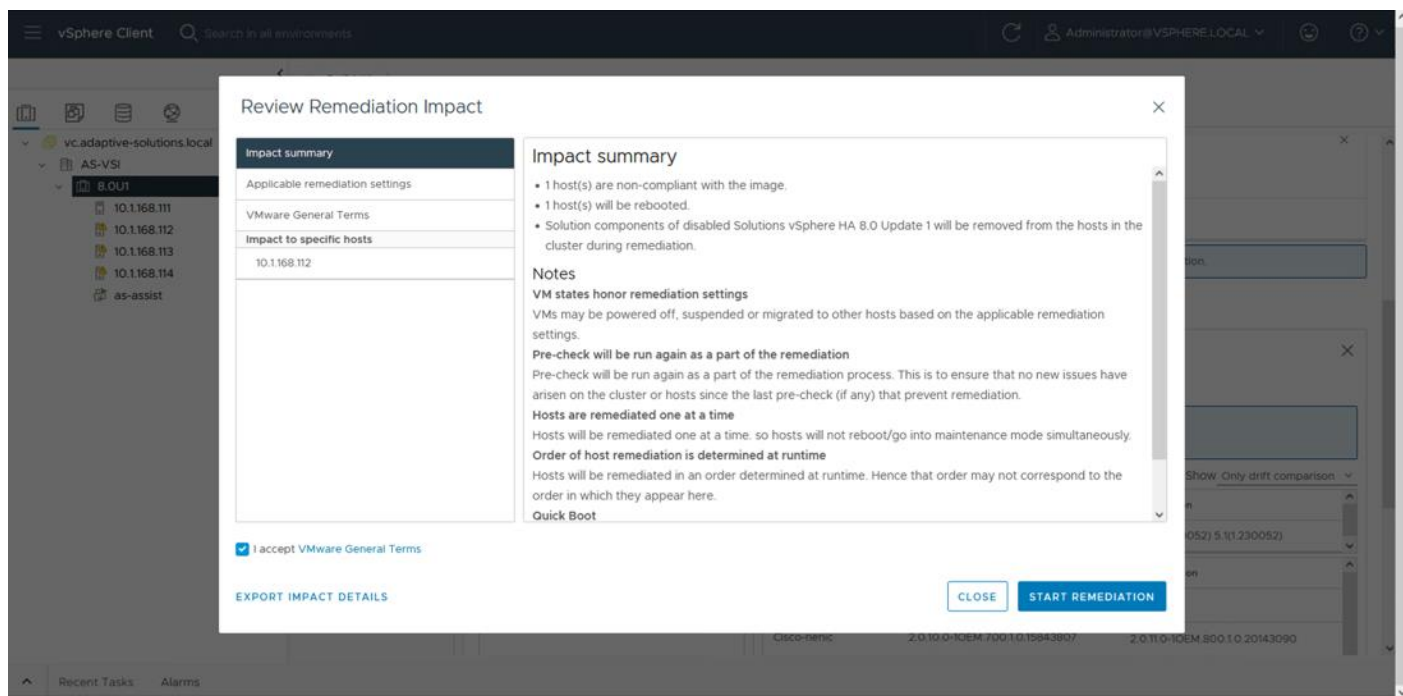 vSphere Client
Search in all environments
Administrator@VSPHERE.LOCAL
vc.adaptive-solutions.local
AS-VSI
8.0U1
10.1.168.111
10.1.168.112
10.1.168.113
10.1.168.114
as-assist
Review Remediation Impact
Impact summary
Applicable remediation settings
VMware General Terms
Impact to specific hosts
10.1.168.112
Impact summary
• 1 host(s) are non-compliant with the image.
• 1 host(s) will be rebooted.
• Solution components of disabled Solutions vSphere HA 8.0 Update 1 will be removed from the hosts in the
cluster during remediation.
Notes
VM states honor remediation settings
VMs may be powered off, suspended or migrated to other hosts based on the applicable remediation
settings.
Pre-check will be run again as a part of the remediation
Pre-check will be run again as a part of the remediation process. This is to ensure that no new issues have
arisen on the cluster or hosts since the last pre-check (if any) that prevent remediation.
Hosts are remediated one at a time
Hosts will be remediated one at a time. so hosts will not reboot/go into maintenance mode simultaneously.
Order of host remediation is determined at runtime
Hosts will be remediated in an order determined at runtime. Hence that order may not correspond to the
order in which they appear here.
Quick Boot
I accept VMware General Terms
EXPORT IMPACT DETAILS
CLOSE
START REMEDIATION
tion.
Show Only drift comparison
n
0052) 5.1(1.230052)
on
Cisco-nenic 2.0.10.0-1OEM.700.1.0.15843807 2.0.11.0-1OEM.800.1.0.20143090
Recent Tasks Alarms